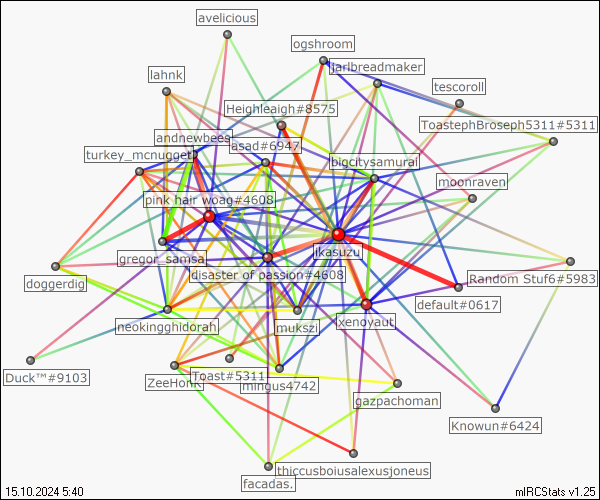 avelicious
ogshroom
jarlbreadmaker
lahnk
tescoroll
Heighleaigh#8575
ToastephBroseph5311#5311
andnewbees
asad#6947
turkey_mcnugget
bigcitysamurai
moonraven
pink hair woag#4608
ikasuzu
gregor_samsa
disaster of passion#4608
Random Stuf6#5983
doggerdig
default#0617
neokingghidorah
mukszi
xenoyaut
Duck™#9103
ZeeHonk
Toast#5311
mingus4742
gazpachoman
Knowun#6424
thiccusboiusalexusjoneus
facadas.
15.10.2024 5:40
mIRCStats v1.25